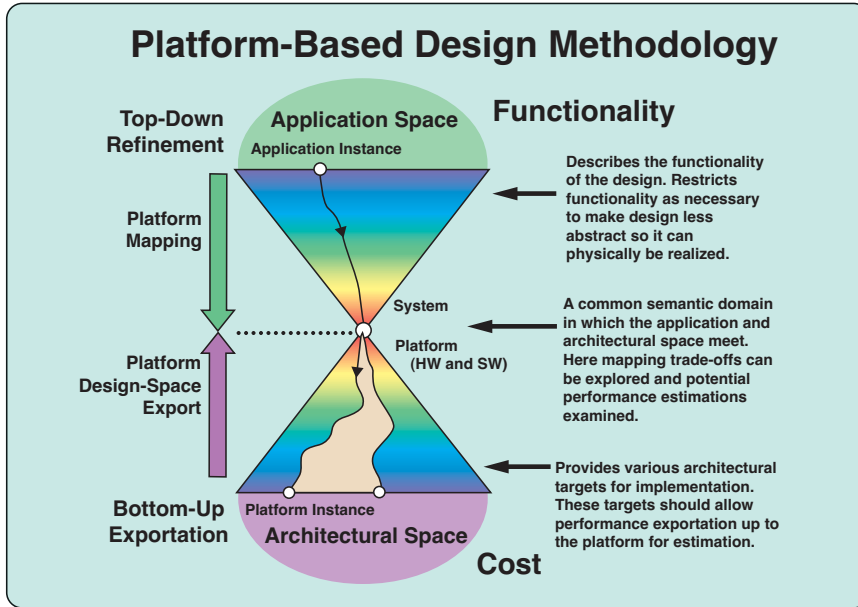 Platform-Based Design Methodology
Top-Down
Refinement
Application Space
Application Instance
Functionality
Platform
Mapping
Describes the functionality
of the design. Restricts
functionality as necessary
to make design less
abstract so it can
physically be realized.
System
Platform
(HW and SW)
A common semantic domain
in which the application and
architectural space meet.
Here mapping trade-offs can
be explored and potential
performance estimations
examined.
Platform
Design-Space
Export
Bottom-Up
Exportation
Platform Instance
Architectural Space
Provides various architectural
targets for implementation.
These targets should allow
performance exportation up to
the platform for estimation.
Cost